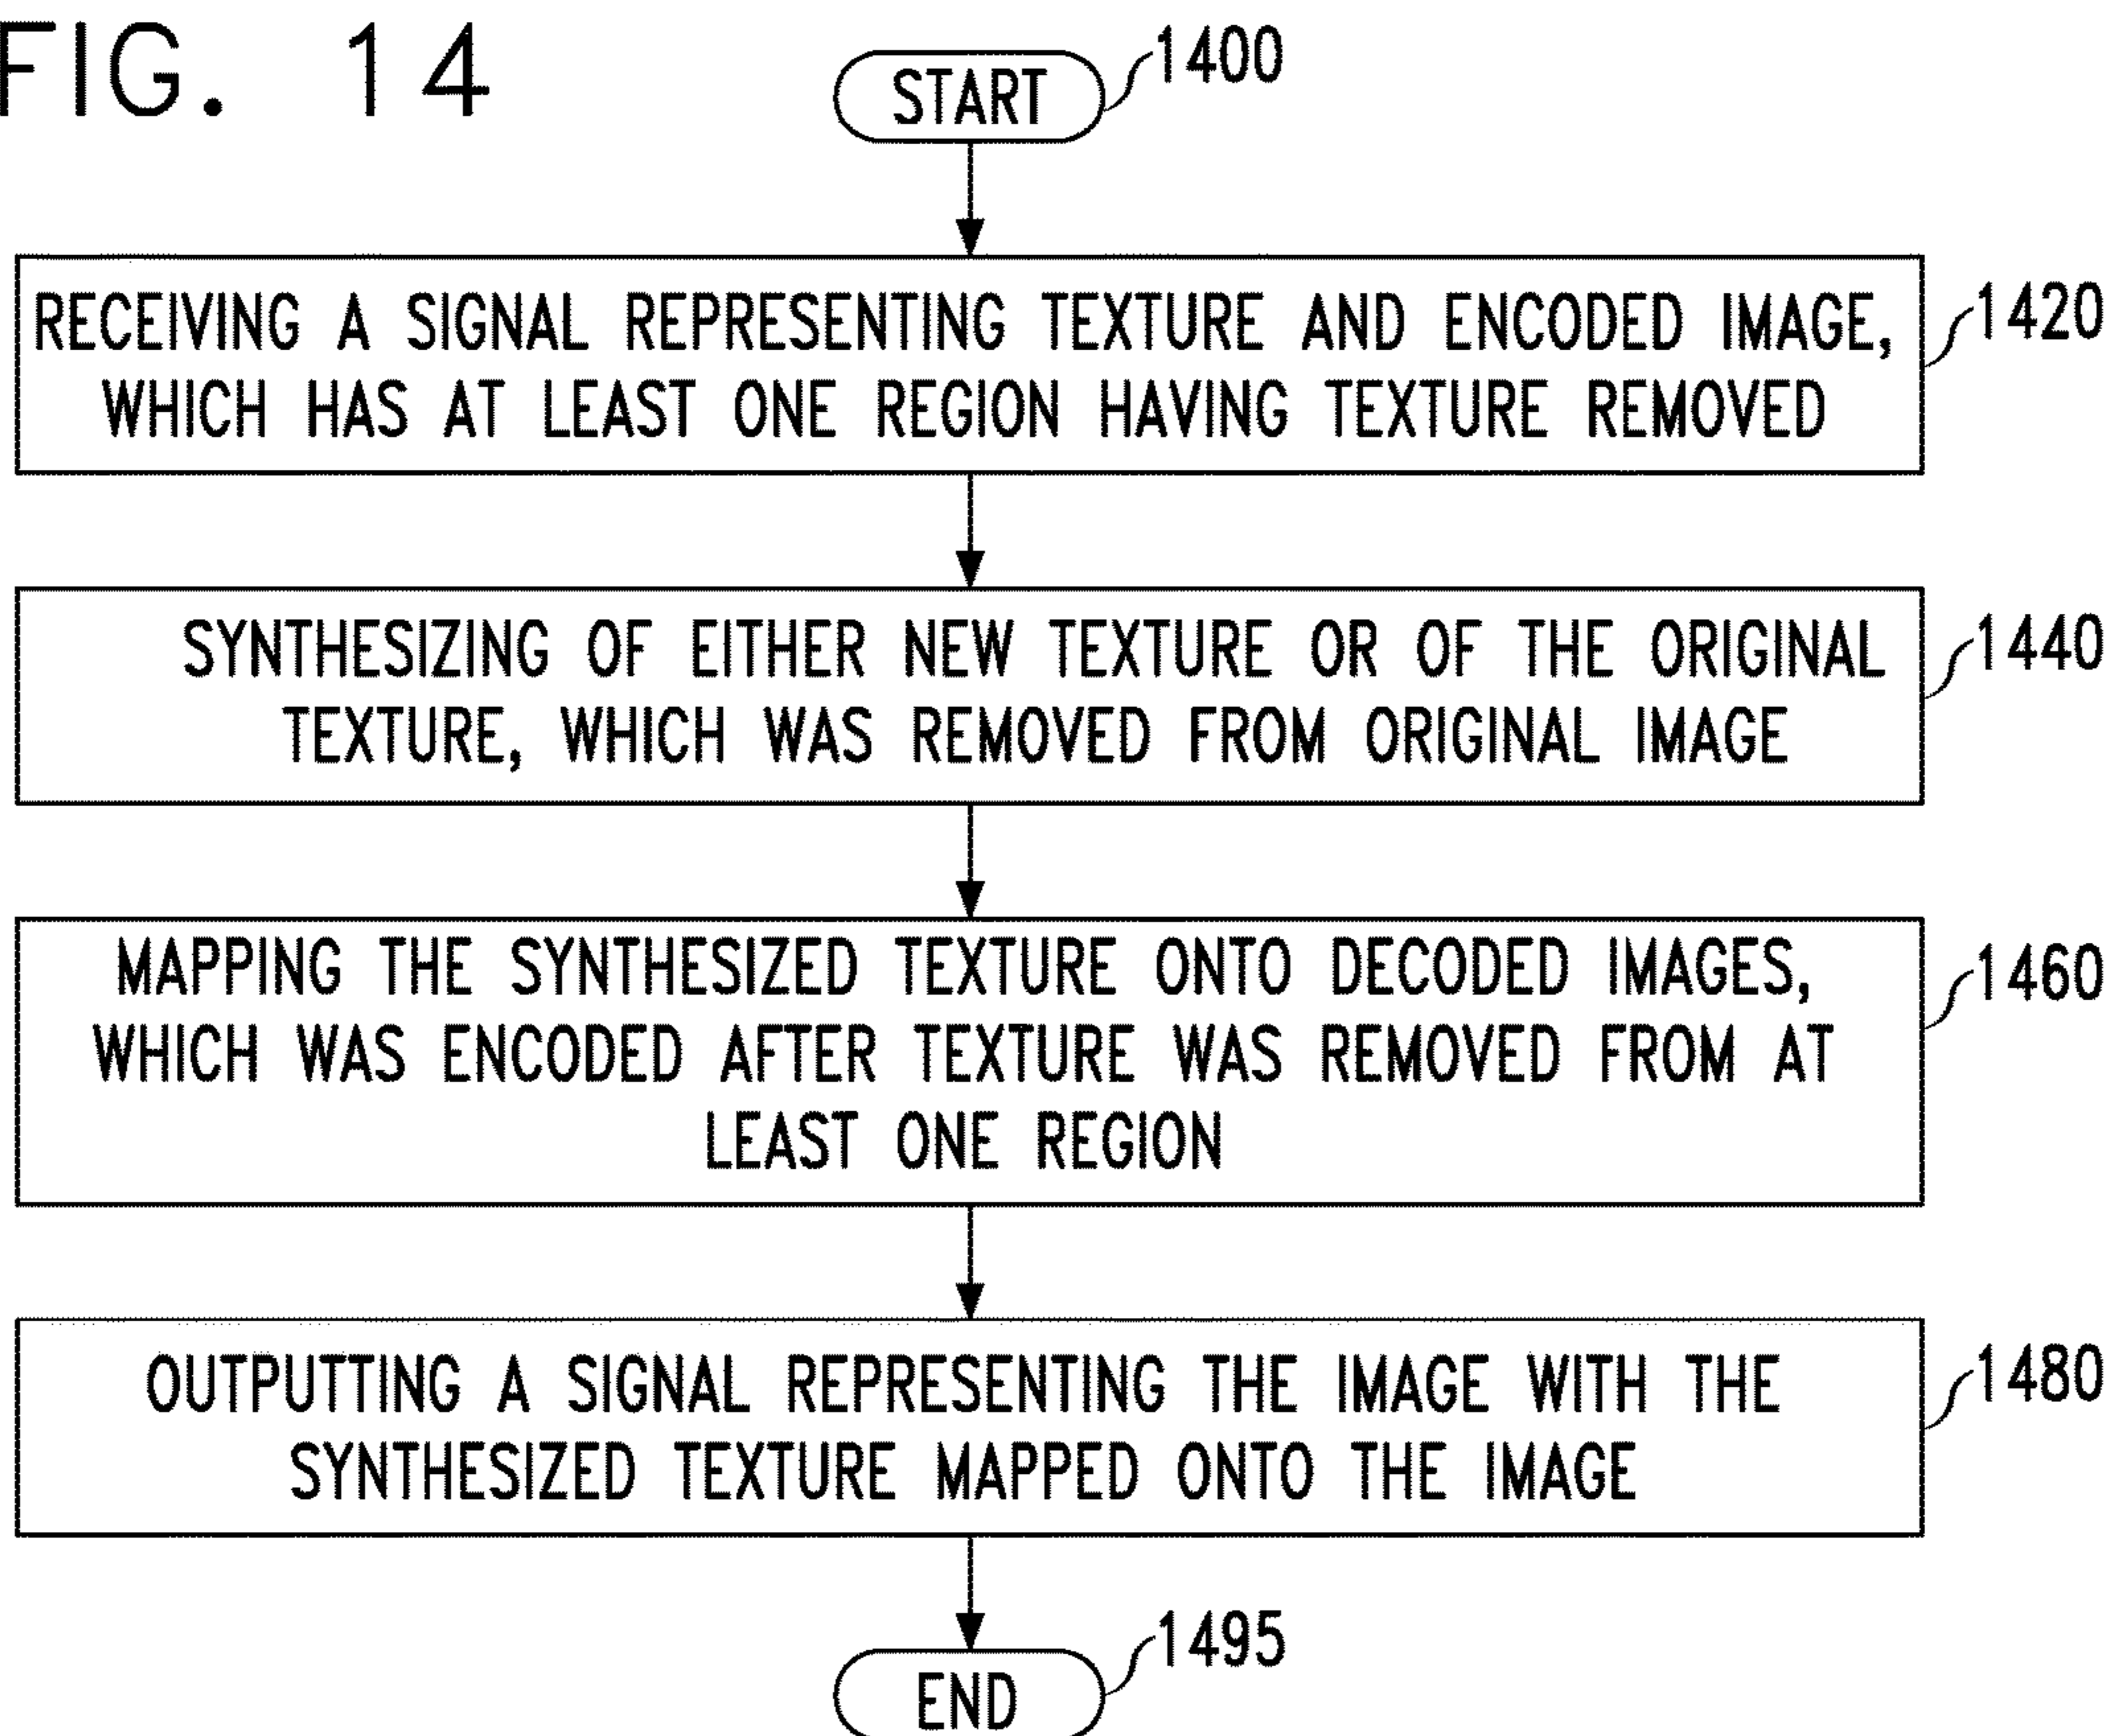 FIG. 14
START
1400
RECEIVING A SIGNAL REPRESENTING TEXTURE AND ENCODED IMAGE,
WHICH HAS AT LEAST ONE REGION HAVING TEXTURE REMOVED
1420
SYNTHESIZING OF EITHER NEW TEXTURE OR OF THE ORIGINAL
TEXTURE, WHICH WAS REMOVED FROM ORIGINAL IMAGE
1440
MAPPING THE SYNTHESIZED TEXTURE ONTO DECODED IMAGES,
WHICH WAS ENCODED AFTER TEXTURE WAS REMOVED FROM AT
LEAST ONE REGION
1460
OUTPUTTING A SIGNAL REPRESENTING THE IMAGE WITH THE
SYNTHESIZED TEXTURE MAPPED ONTO THE IMAGE
1480
END
1495